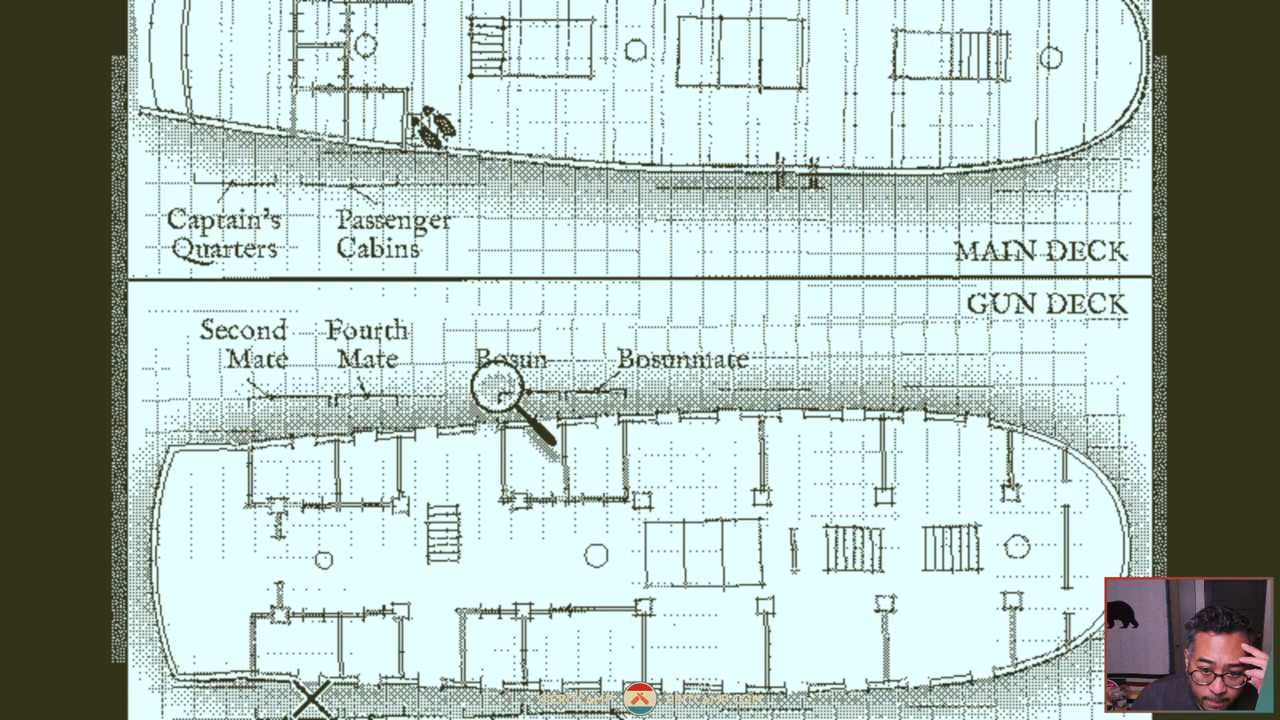 Captain's
Quarters
Passenger
Cabins
MAIN DECK
GUN DECK
Second
Mate
Fourth
Mate
Bosun
Bosunmate